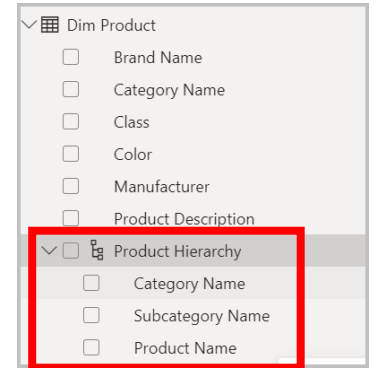 Dim Product
Brand Name
Category Name
Class
Color
Manufacturer
Product Description
Product Hierarchy
Category Name
Subcategory Name
Product Name